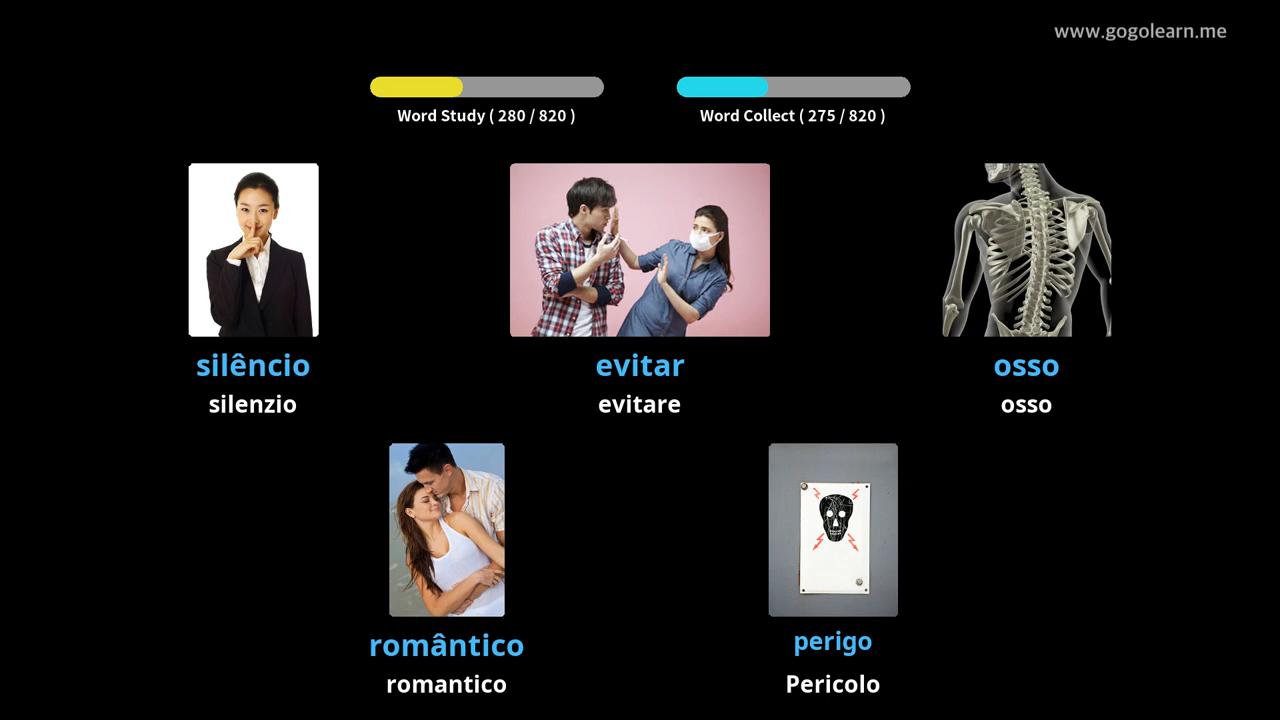 www.gogolearn.me
Word Study ( 280 / 820 )
Word Collect ( 275 / 820 )
silêncio
silenzio
evitar
evitare
osso
osso
romântico
romantico
perigo
Pericolo